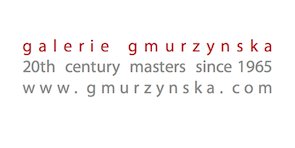 galerie gmurzynska
20th century masters since 1965
www.gmurzynska.com